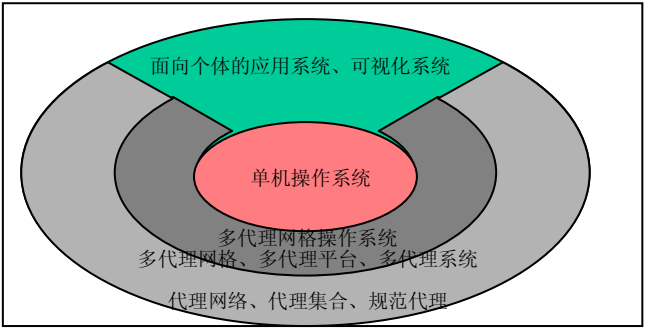 面向个体的应用系统、可视化系统
单机操作系统
多代理网格操作系统
多代理网格、多代理平台、多代理系统
代理网络、代理集合、规范代理